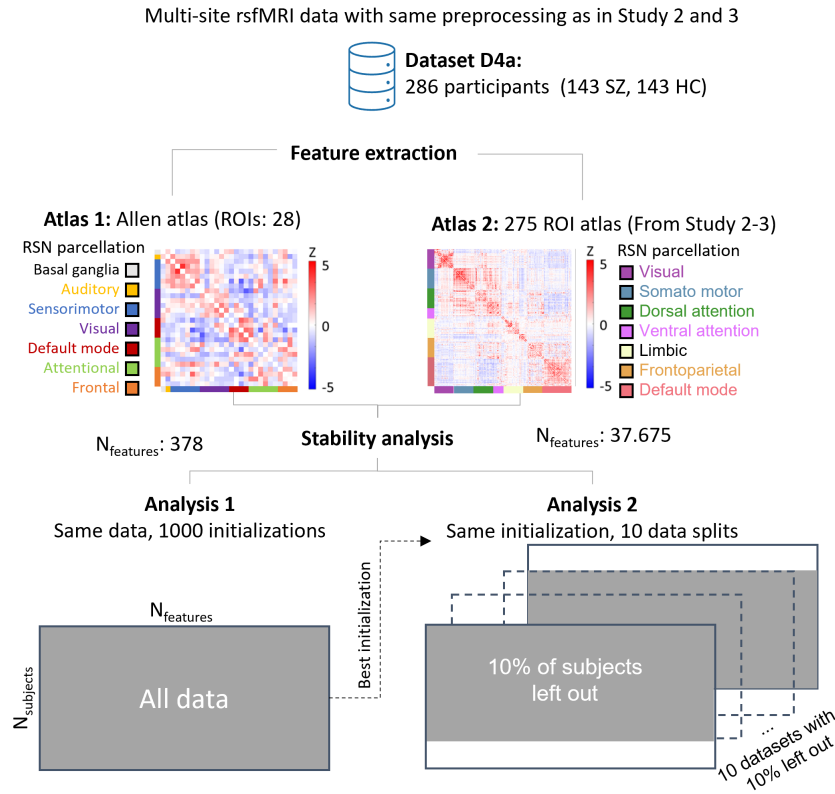 Multi-site rsfMRI data with same preprocessing as in Study 2 and 3
Dataset D4a:
286 participants (143 SZ, 143 HC)
Feature extraction
Atlas 1: Allen atlas (ROIs: 28)
RSN parcellation
Basal ganglia
Auditory
Sensorimotor
Visual
Default mode
Attentional
Frontal
Z
5
0
-5
Atlas 2: 275 ROI atlas (From Study 2-3)
Z
5
0
-5
RSN parcellation
Visual
Somato motor
Dorsal attention
Ventral attention
Limbic
Frontoparietal
Default mode
Nfeatures: 378
Stability analysis
Nfeatures: 37.675
Analysis 1
Same data, 1000 initializations
Nfeatures
Nsubjects
All data
Best initialization
Analysis 2
Same initialization, 10 data splits
10% of subjects
left out
...
10 datasets with
10% left out